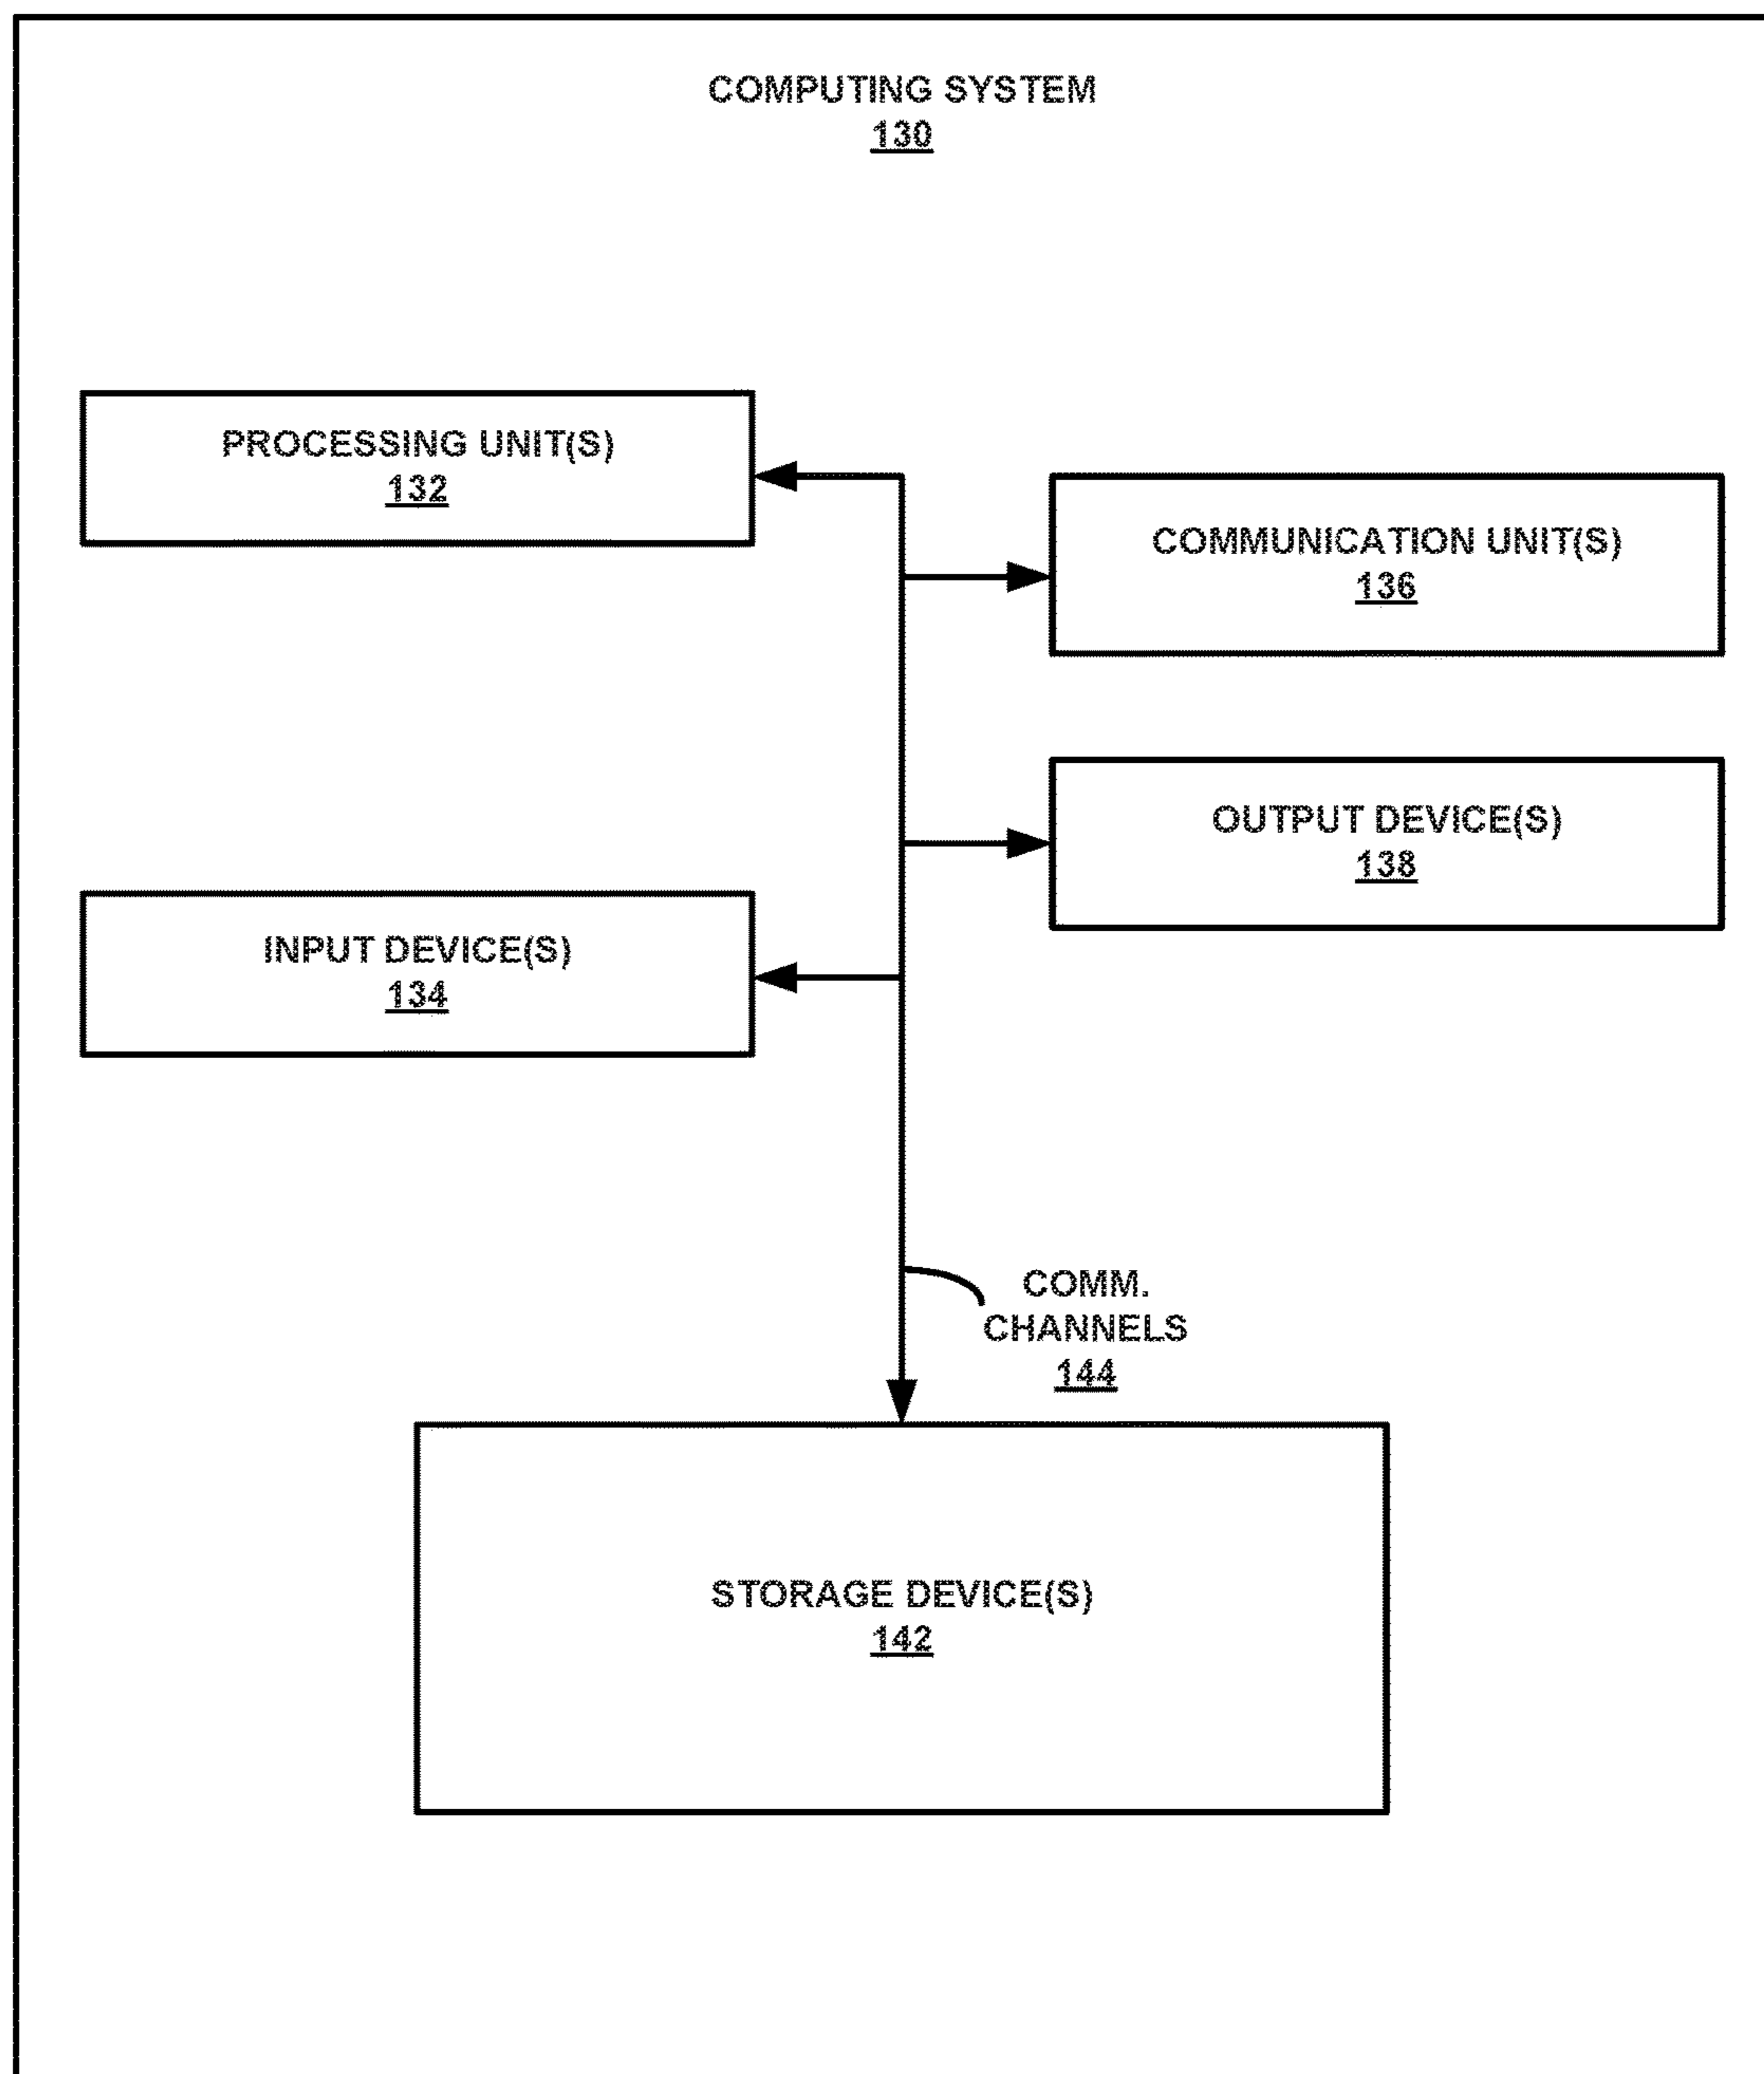 COMPUTING SYSTEM
130
PROCESSING UNIT(S)
132
COMMUNICATION UNIT(S)
136
OUTPUT DEVICE(S)
138
INPUT DEVICE(S)
134
COMM.
CHANNELS
144
STORAGE DEVICE(S)
142